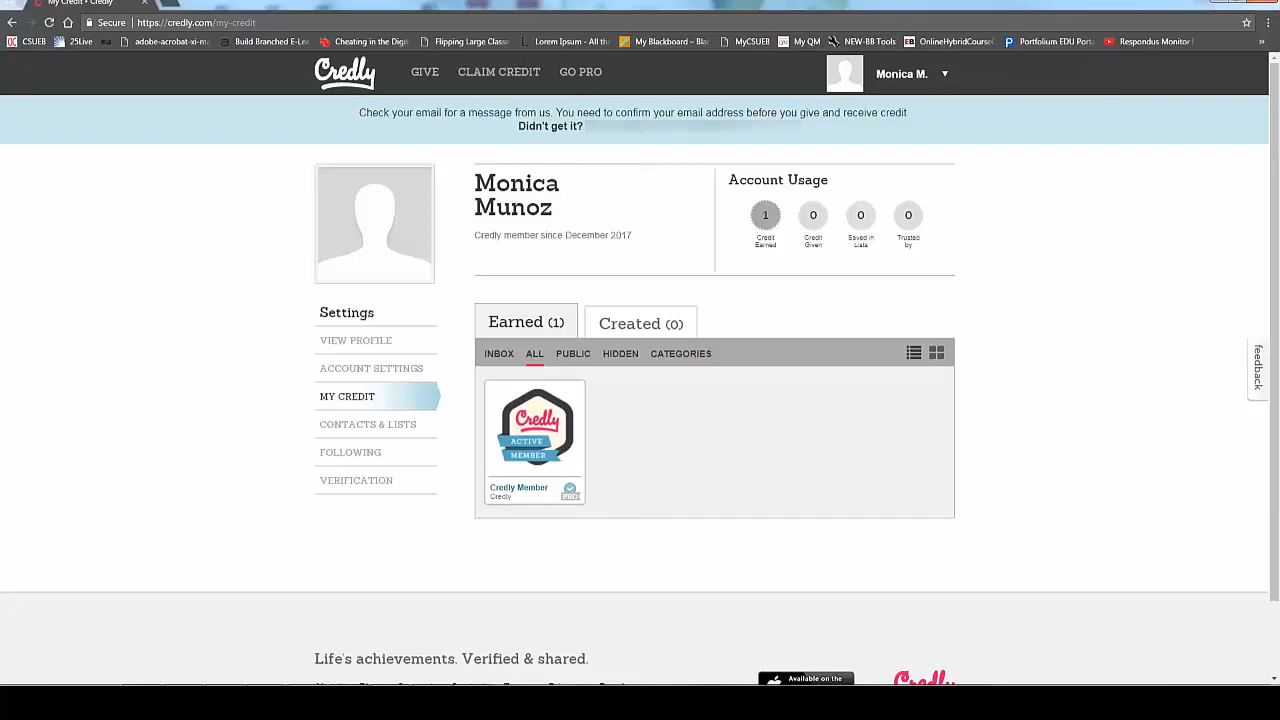 My Credit • Credly
Secure | https://credly.com/my-credit
CSUEB 25Live adobe-acrobat-xi-ma Build Branched E-Lea Cheating in the Digit Flipping Large Classe Lorem Ipsum - All the My Blackboard – Bla MyCSUEB My QM NEW-BB Tools OnlineHybridCourse Portfolium EDU Porta Respondus Monitor I »
Credly GIVE CLAIM CREDIT GO PRO Monica M.
Check your email for a message from us. You need to confirm your email address before you give and receive credit
Didn't get it?
Monica
Munoz
Credly member since December 2017
Account Usage
1 0 0 0
Credit Earned
Credit Given
Saved in Lists
Trusted by
Settings
VIEW PROFILE
ACCOUNT SETTINGS
MY CREDIT
CONTACTS & LISTS
FOLLOWING
VERIFICATION
Earned (1) Created (0)
INBOX ALL PUBLIC HIDDEN CATEGORIES
Credly
ACTIVE
MEMBER
Credly Member
Credly PRO
feedback
Life's achievements. Verified & shared.
Available on the
Credly